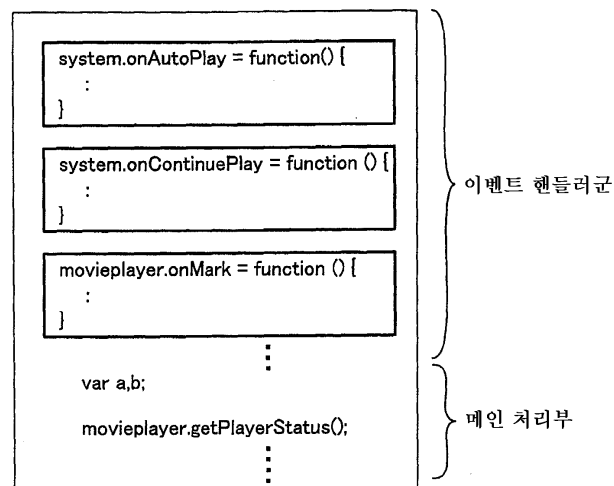 system.onAutoPlay = function() {
:
}
system.onContinuePlay = function () {
:
}
movieplayer.onMark = function () {
:
}
이벤트 핸들러군
var a,b;
movieplayer.getPlayerStatus();
메인 처리부